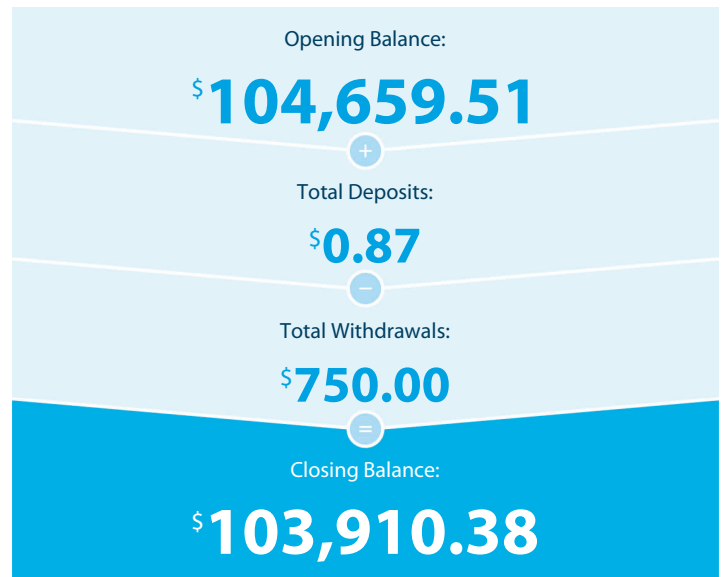 Opening Balance:
$104,659.51
+
Total Deposits:
$0.87
−
Total Withdrawals:
$750.00
=
Closing Balance:
$103,910.38